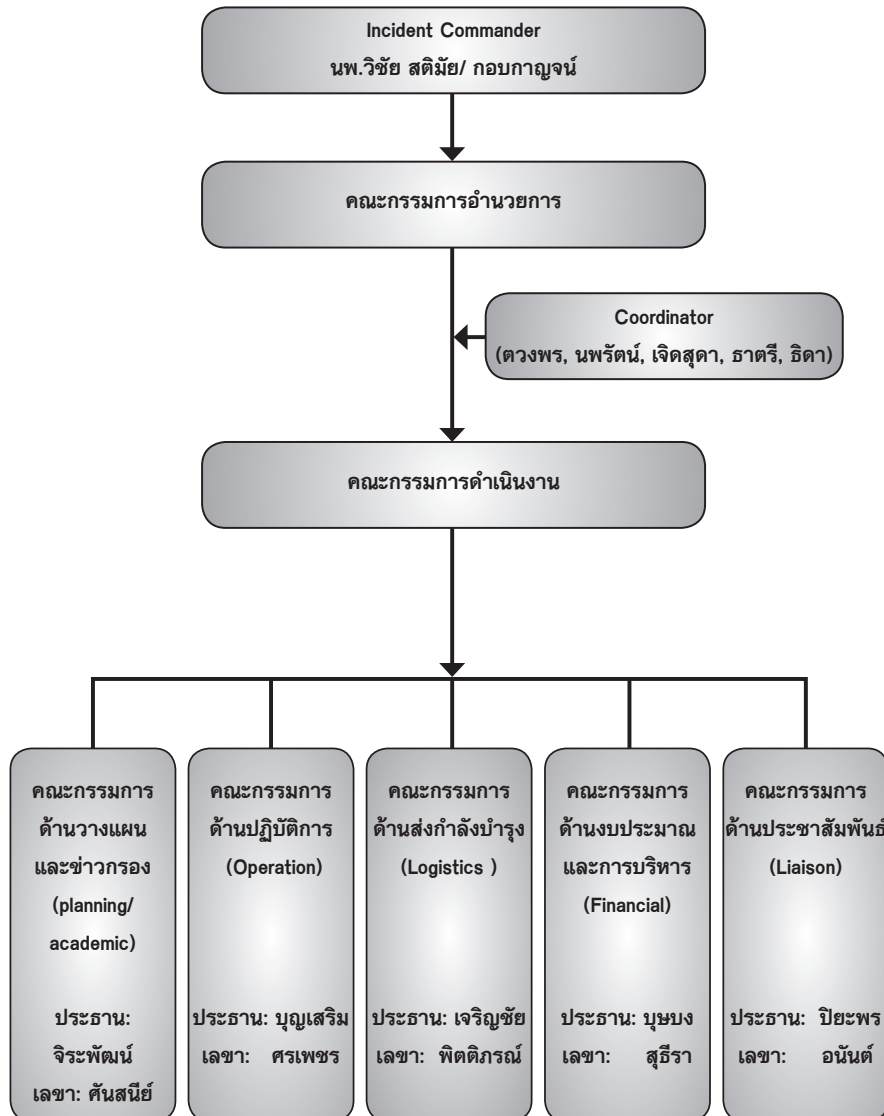 Incident Commander
นพ.วิชัย สติมัย/ กอบกาญจน์
คณะกรรมการอำนวยการ
Coordinator
(ตวงพร, นพรัตน์, เจิดสุดา, ธาตรี, ธิดา)
คณะกรรมการดำเนินงาน
คณะกรรมการ
ด้านวางแผน
และข่าวกรอง
(planning/
academic)
ประธาน:
จิระพัฒน์
เลขา: ศันสนีย์
คณะกรรมการ
ด้านปฏิบัติการ
(Operation)
ประธาน: บุญเสริม
เลขา: ศรเพชร
คณะกรรมการ
ด้านส่งกำลังบำรุง
(Logistics )
ประธาน: เจริญชัย
เลขา: พิตติภรณ์
คณะกรรมการ
ด้านงบประมาณ
และการบริหาร
(Financial)
ประธาน: บุษบง
เลขา: สุธีรา
คณะกรรมการ
ด้านประชาสัมพันธ์
(Liaison)
ประธาน: ปิยะพร
เลขา: อนันต์